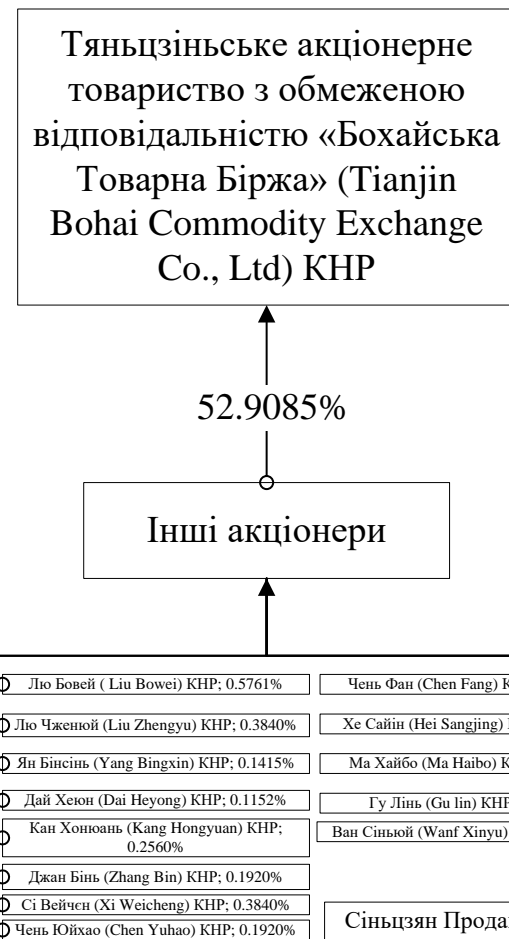 Тяньцзіньське акціонерне
товариство з обмеженою
відповідальністю «Бохайська
Товарна Біржа» (Tianjin
Bohai Commodity Exchange
Co., Ltd) КНР
52.9085%
Інші акціонери
Лю Бовей ( Liu Bowei) КНР; 0.5761%
Лю Чженюй (Liu Zhengyu) КНР; 0.3840%
Ян Бінсінь (Yang Bingxin) КНР; 0.1415%
Дай Хеюн (Dai Heyong) КНР; 0.1152%
Кан Хонюань (Kang Hongyuan) КНР;
0.2560%
Джан Бінь (Zhang Bin) КНР; 0.1920%
Сі Вейчєн (Xi Weicheng) КНР; 0.3840%
Чень Юйхао (Chen Yuhao) КНР; 0.1920%
Чень Фан (Chen Fang)
Хе Сайін (Hei Sangjing)
Ма Хайбо (Ma Haibo)
Гу Лінь (Gu lin) КНР
Ван Сіньюй (Wanf Xinyu)
Сіньцзян